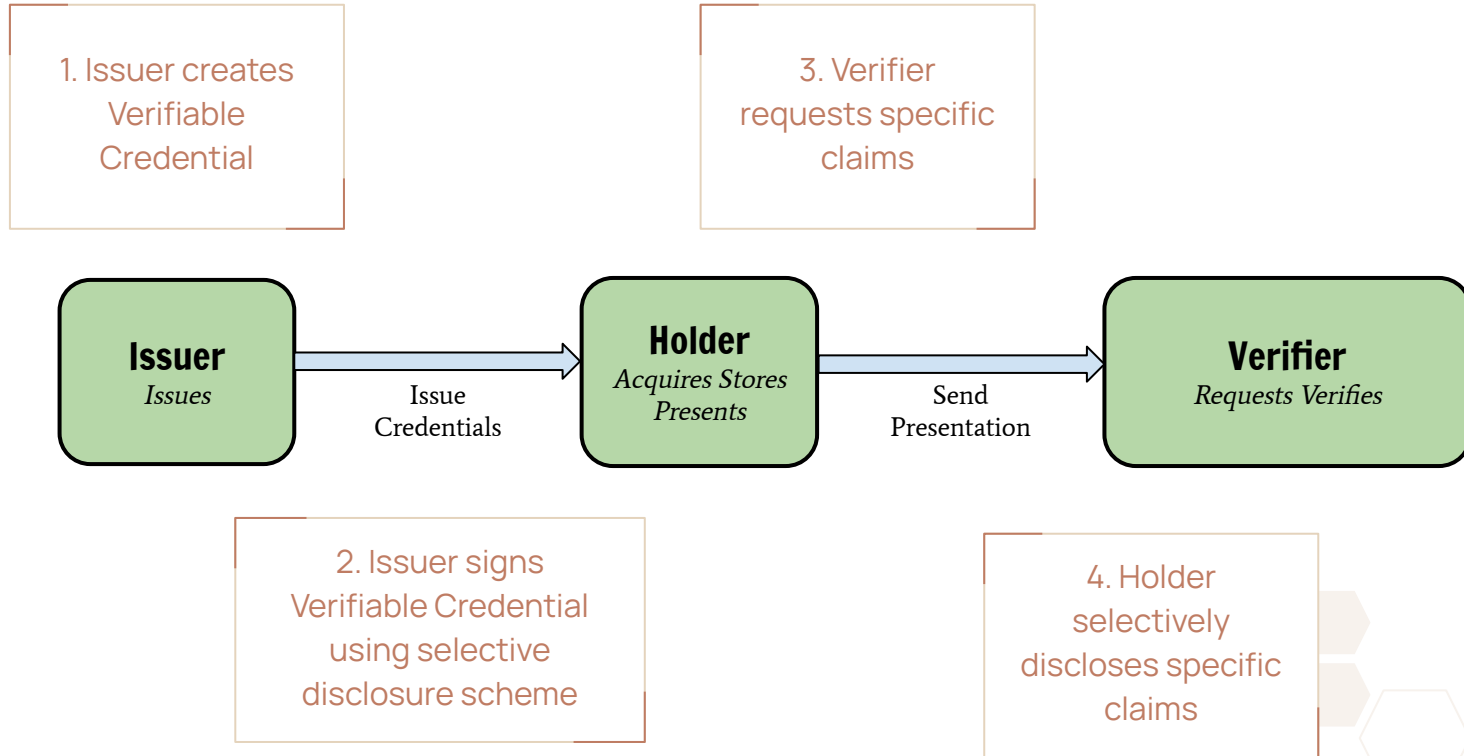 1. Issuer creates
Verifiable
Credential
3. Verifier
requests specific
claims
Issuer
Issues
Issue
Credentials
Holder
Acquires Stores
Presents
Send
Presentation
Verifier
Requests Verifies
2. Issuer signs
Verifiable Credential
using selective
disclosure scheme
4. Holder
selectively
discloses specific
claims